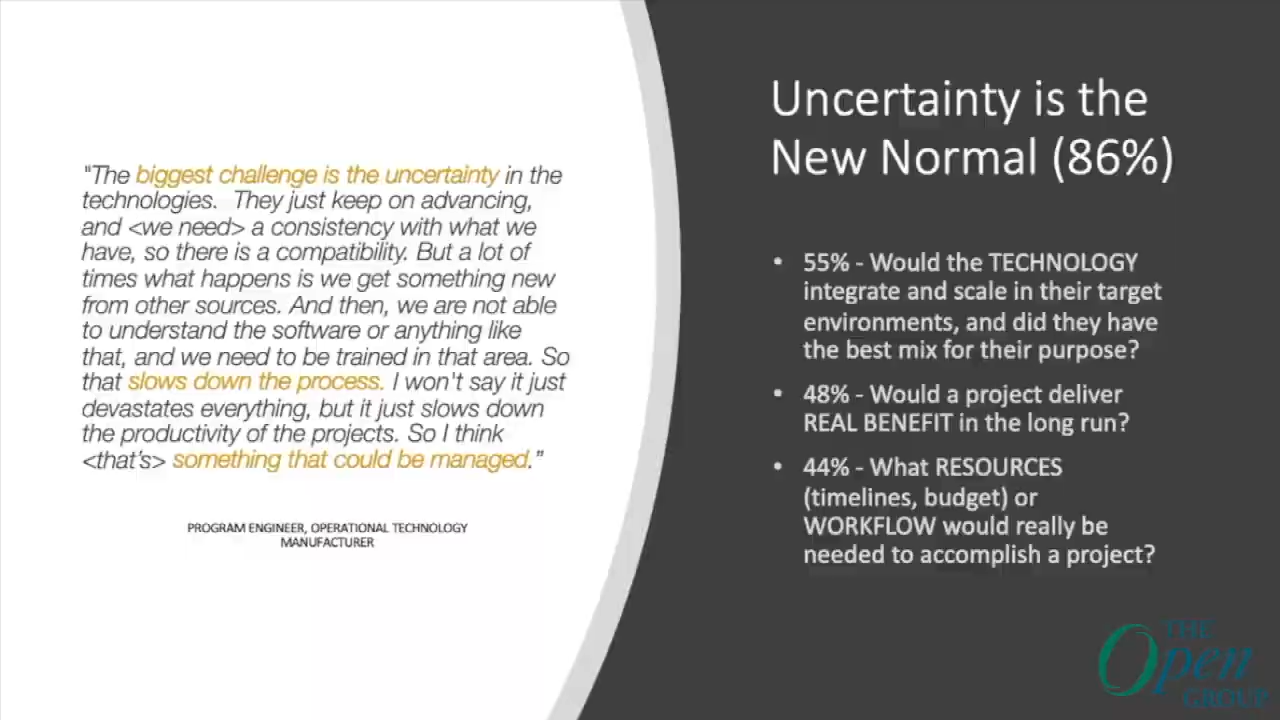 "The biggest challenge is the uncertainty in the
technologies. They just keep on advancing,
and <we need> a consistency with what we
have, so there is a compatibility. But a lot of
times what happens is we get something new
from other sources. And then, we are not able
to understand the software or anything like
that, and we need to be trained in that area. So
that slows down the process. I won't say it just
devastates everything, but it just slows down
the productivity of the projects. So I think
<that's> something that could be managed."
PROGRAM ENGINEER, OPERATIONAL TECHNOLOGY
MANUFACTURER
Uncertainty is the
New Normal (86%)
• 55% - Would the TECHNOLOGY
integrate and scale in their target
environments, and did they have
the best mix for their purpose?
• 48% - Would a project deliver
REAL BENEFIT in the long run?
• 44% - What RESOURCES
(timelines, budget) or
WORKFLOW would really be
needed to accomplish a project?
THE
Open
GROUP